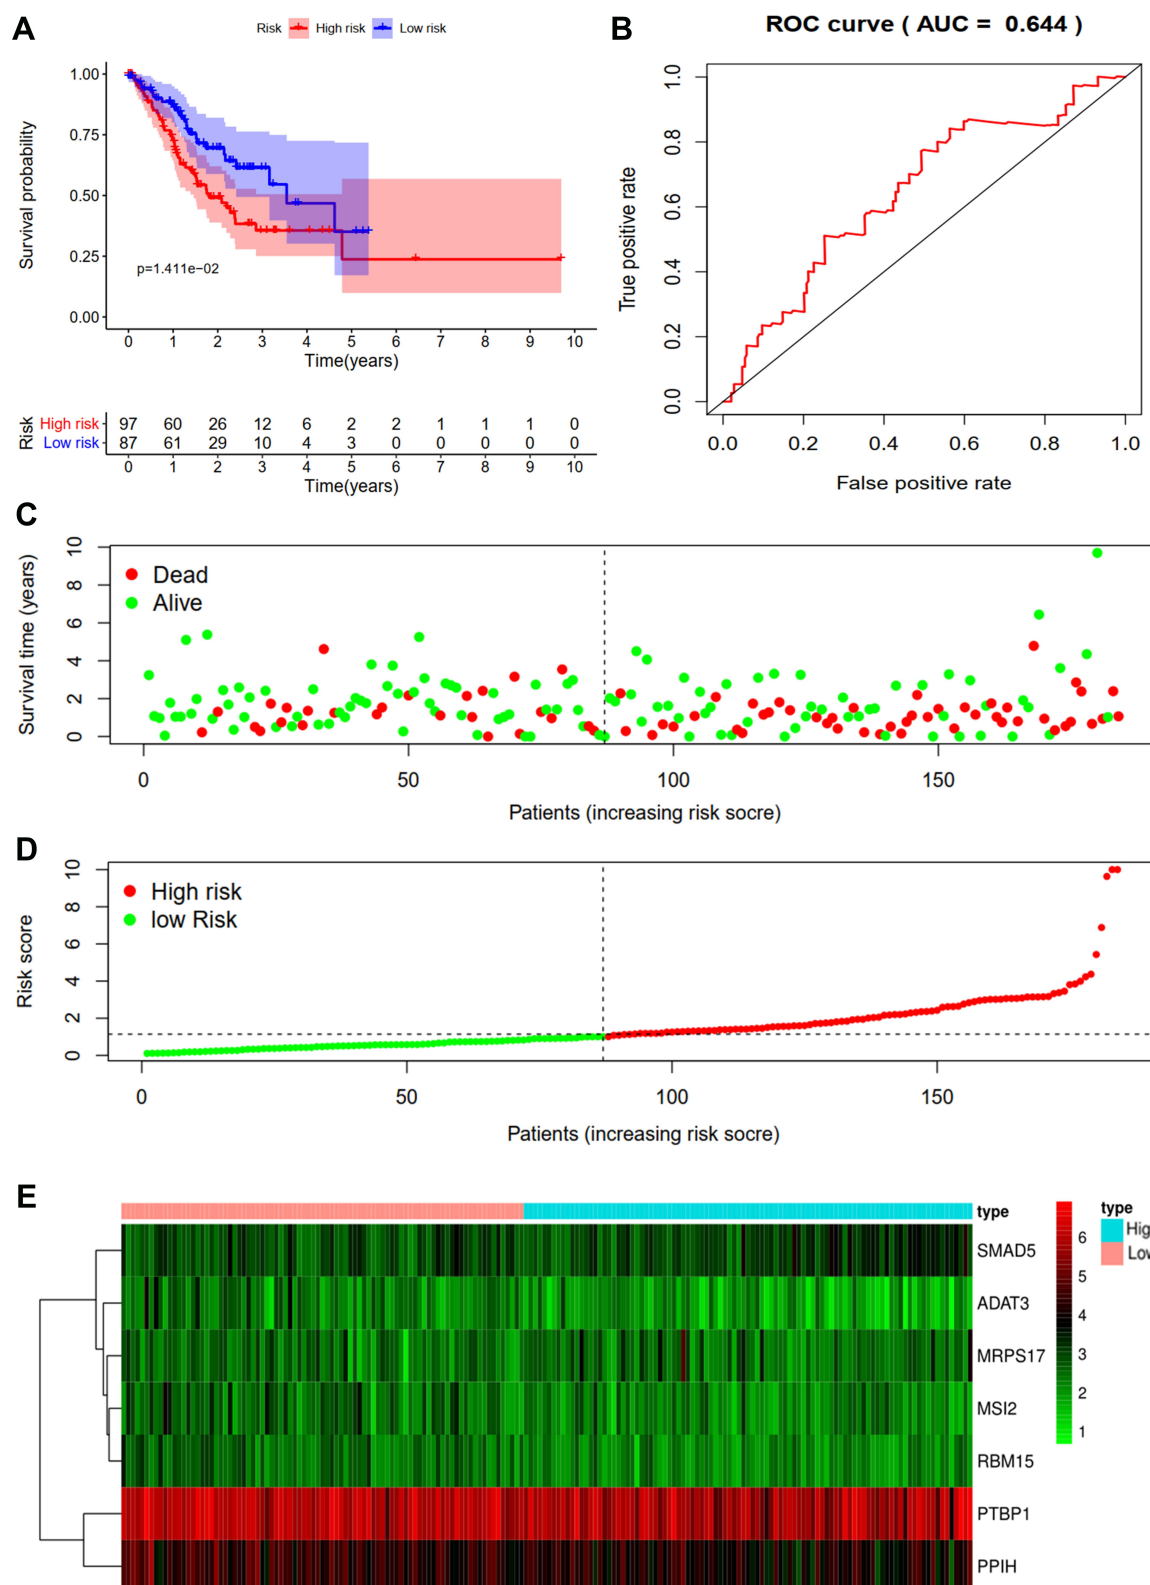 A
Risk High risk Low risk
Survival probability
1.00
0.75
0.50
0.25
0.00
p=1.411e−02
0 1 2 3 4 5 6 7 8 9 10
Time(years)
Risk
High risk 97 60 26 12 6 2 2 1 1 1 0
Low risk 87 61 29 10 4 3 0 0 0 0 0
0 1 2 3 4 5 6 7 8 9 10
Time(years)
B
ROC curve ( AUC = 0.644 )
True positive rate
1.0
0.8
0.6
0.4
0.2
0.0
0.0 0.2 0.4 0.6 0.8 1.0
False positive rate
C
Survival time (years)
10
8
6
4
2
0
Dead
Alive
0 50 100 150
Patients (increasing risk socre)
D
Risk score
10
8
6
4
2
0
High risk
low Risk
0 50 100 150
Patients (increasing risk socre)
E
type
SMAD5
ADAT3
MRPS17
MSI2
RBM15
PTBP1
PPIH
6
5
4
3
2
1
type
Hig
Lov